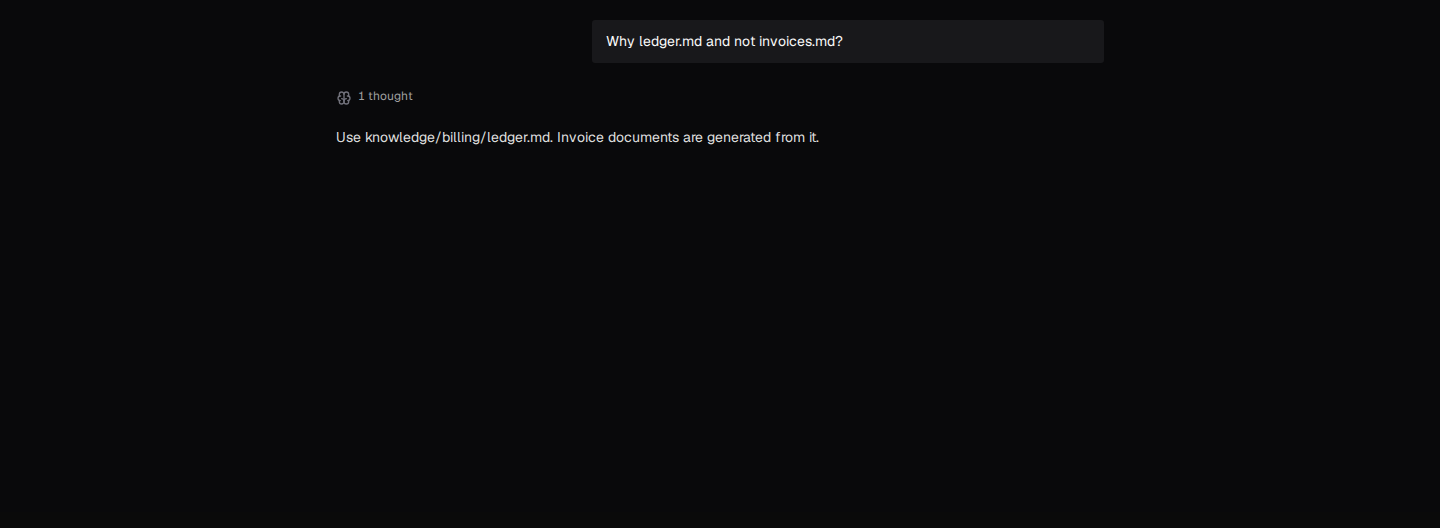 Why ledger.md and not invoices.md?
1 thought
Use knowledge/billing/ledger.md. Invoice documents are generated from it.